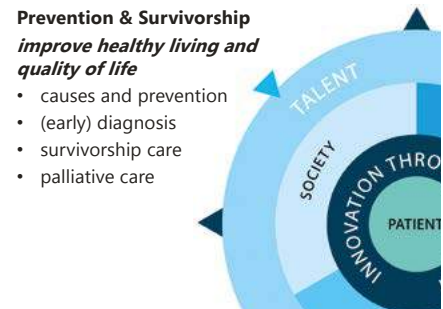 Prevention & Survivorship
improve healthy living and
quality of life
• causes and prevention
• (early) diagnosis
• survivorship care
• palliative care
TALENT
SOCIETY
INNOVATION THRO
PATIENT